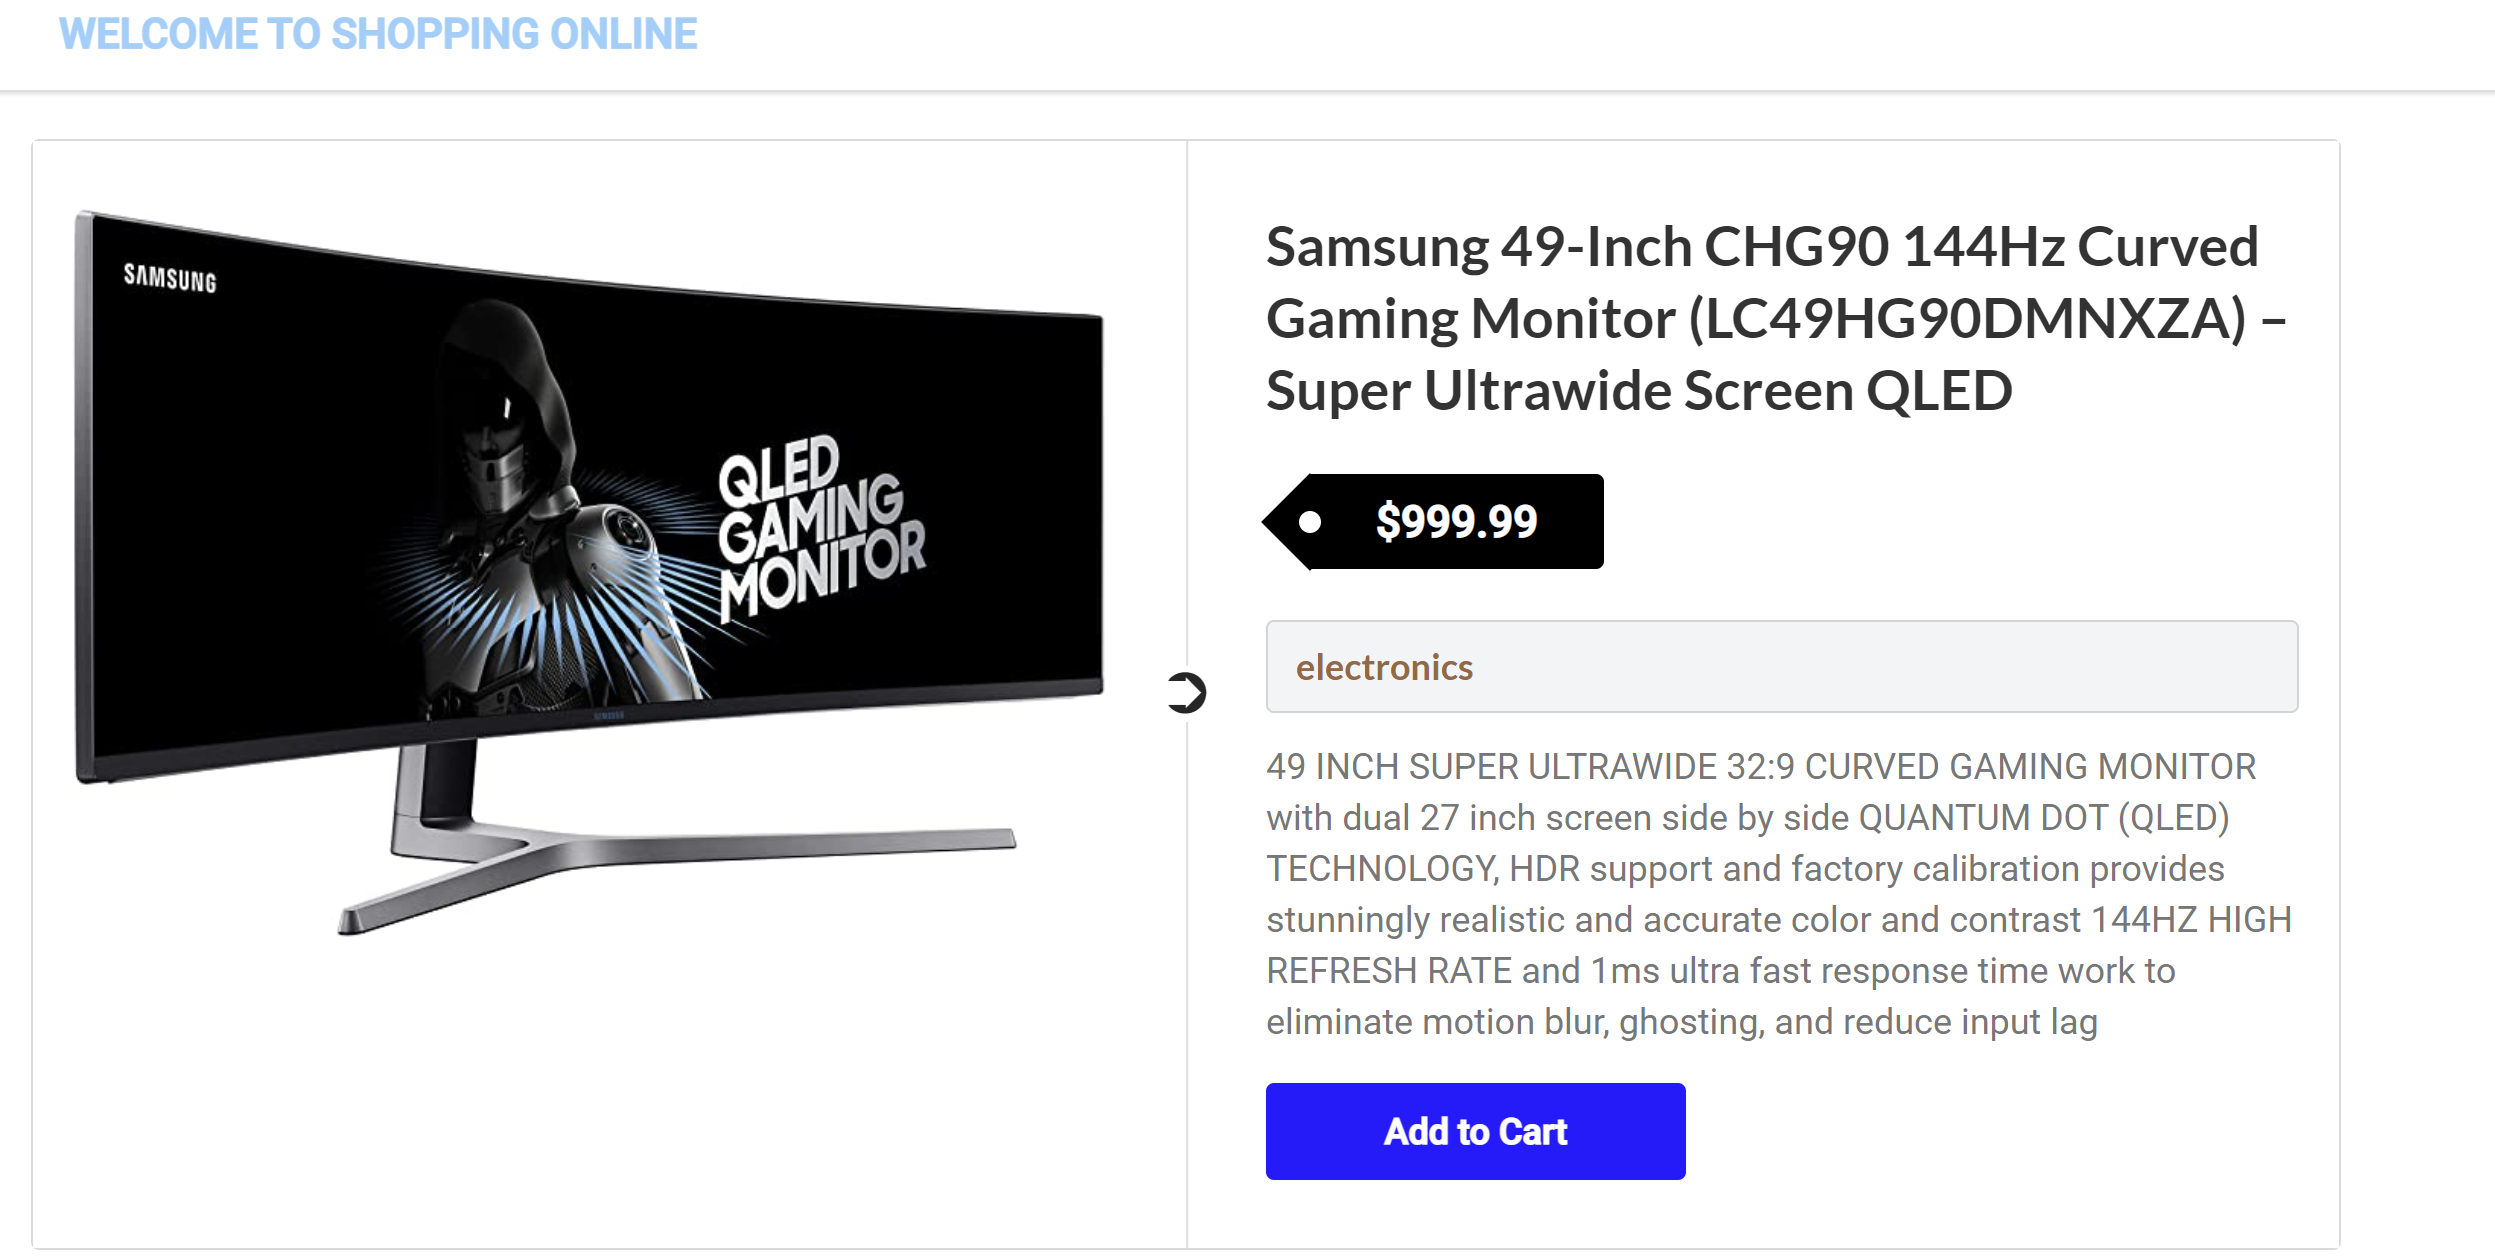 WELCOME TO SHOPPING ONLINE
SAMSUNG
QLED
GAMING
MONITOR
SAMSUNG
Samsung 49-Inch CHG90 144Hz Curved
Gaming Monitor (LC49HG90DMNXZA) –
Super Ultrawide Screen QLED
$999.99
electronics
49 INCH SUPER ULTRAWIDE 32:9 CURVED GAMING MONITOR
with dual 27 inch screen side by side QUANTUM DOT (QLED)
TECHNOLOGY, HDR support and factory calibration provides
stunningly realistic and accurate color and contrast 144HZ HIGH
REFRESH RATE and 1ms ultra fast response time work to
eliminate motion blur, ghosting, and reduce input lag
Add to Cart